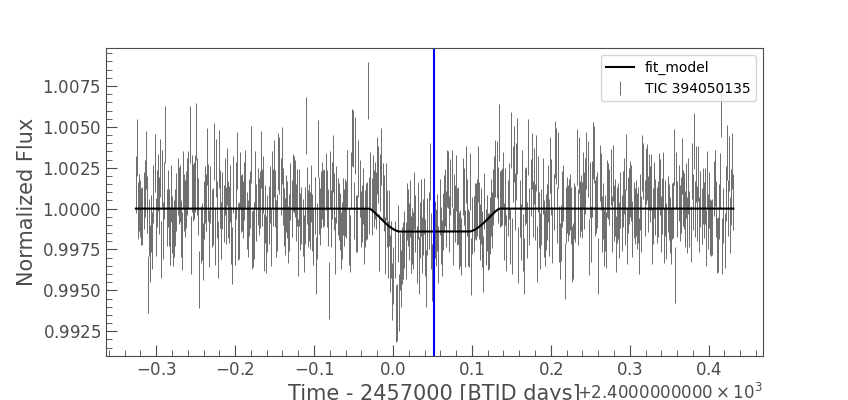 Normalized Flux
1.0075
1.0050
1.0025
1.0000
0.9975
0.9950
0.9925
fit_model
TIC 394050135
−0.3 −0.2 −0.1 0.0 0.1 0.2 0.3 0.4
Time - 2457000 [BTJD days] +2.4000000000 × 10³